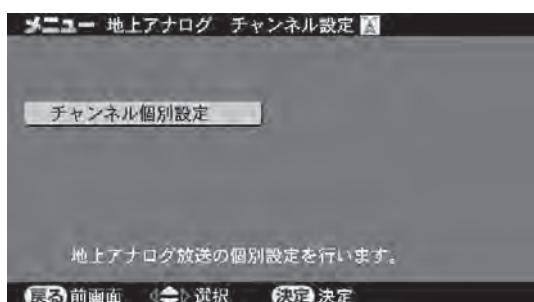 メニュー 地上アナログ チャンネル設定 A
チャンネル個別設定
地上アナログ放送の個別設定を行います。
戻る 前画面 選択 決定 決定